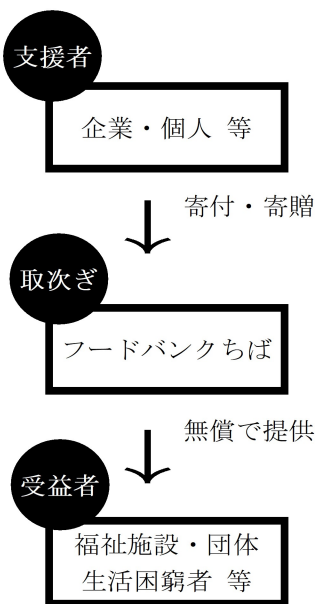 支援者
企業・個人 等
寄付・寄贈
取次ぎ
フードバンクちば
無償で提供
受益者
福祉施設・団体
生活困窮者 等